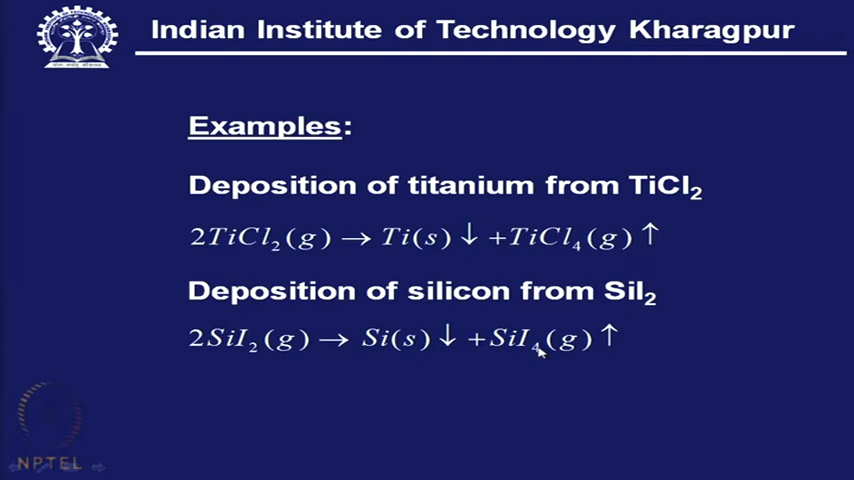 Indian Institute of Technology Kharagpur
Examples:
Deposition of titanium from TiCl₂
2TiCl₂(g) → Ti(s) ↓ +TiCl₄(g) ↑
Deposition of silicon from SiI₂
2SiI₂(g) → Si(s) ↓ +SiI₄(g) ↑
NPTEL